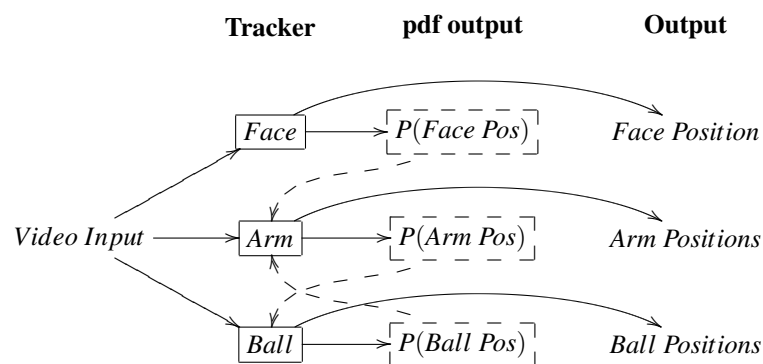 Tracker pdf output Output
Face P(Face Pos) Face Position
Video Input Arm P(Arm Pos) Arm Positions
Ball P(Ball Pos) Ball Positions